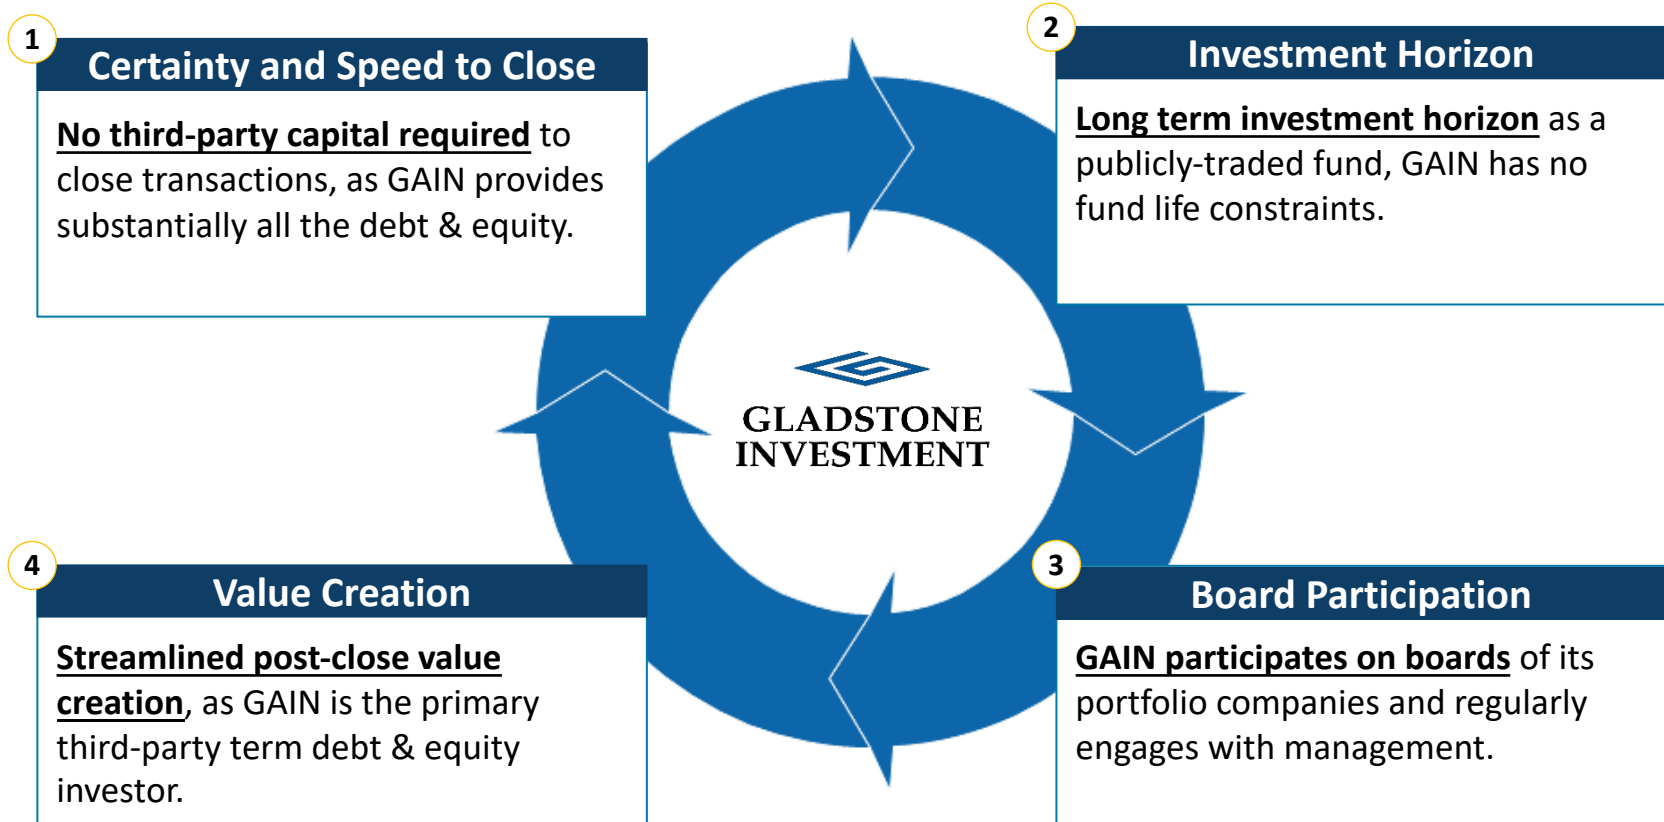 1
Certainty and Speed to Close
No third-party capital required to
close transactions, as GAIN provides
substantially all the debt & equity.
2
Investment Horizon
Long term investment horizon as a
publicly-traded fund, GAIN has no
fund life constraints.
GLADSTONE
INVESTMENT
3
Board Participation
GAIN participates on boards of its
portfolio companies and regularly
engages with management.
4
Value Creation
Streamlined post-close value
creation, as GAIN is the primary
third-party term debt & equity
investor.